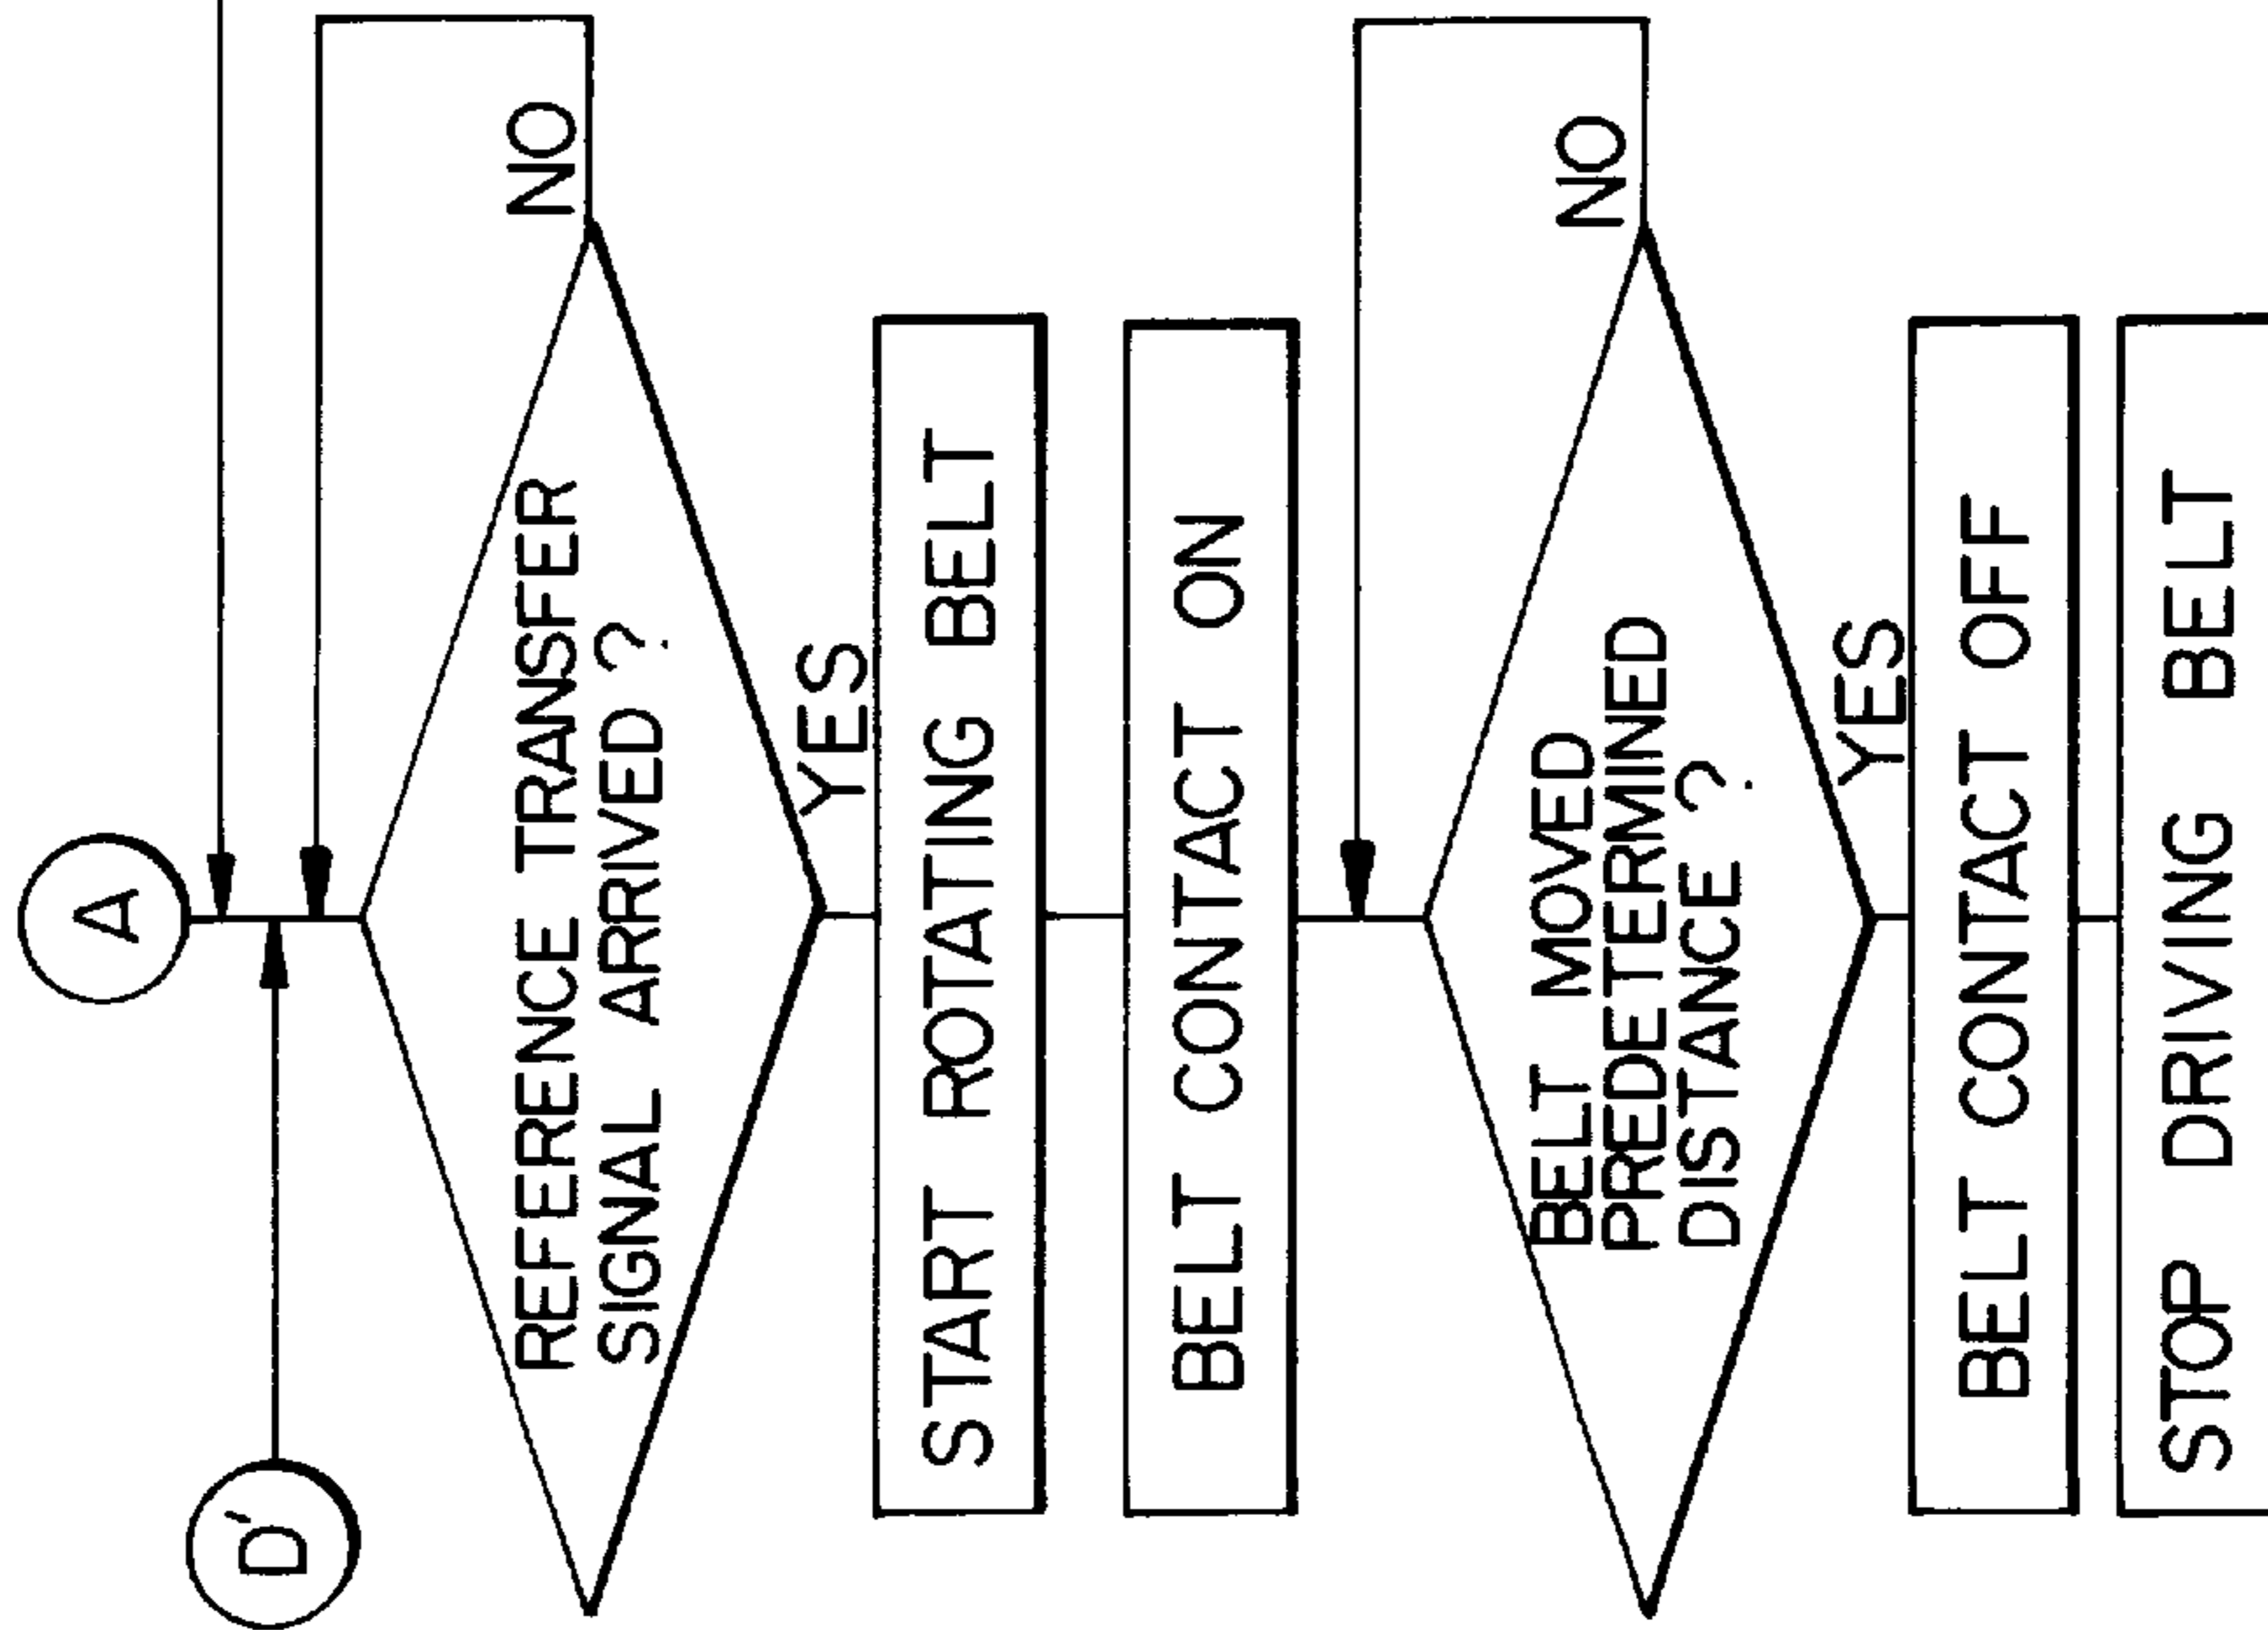 A
D'
REFERENCE TRANSFER
SIGNAL ARRIVED ?
NO
YES
START ROTATING BELT
BELT CONTACT ON
BELT MOVED
PREDETERMINED
DISTANCE ?
NO
YES
BELT CONTACT OFF
STOP DRIVING BELT